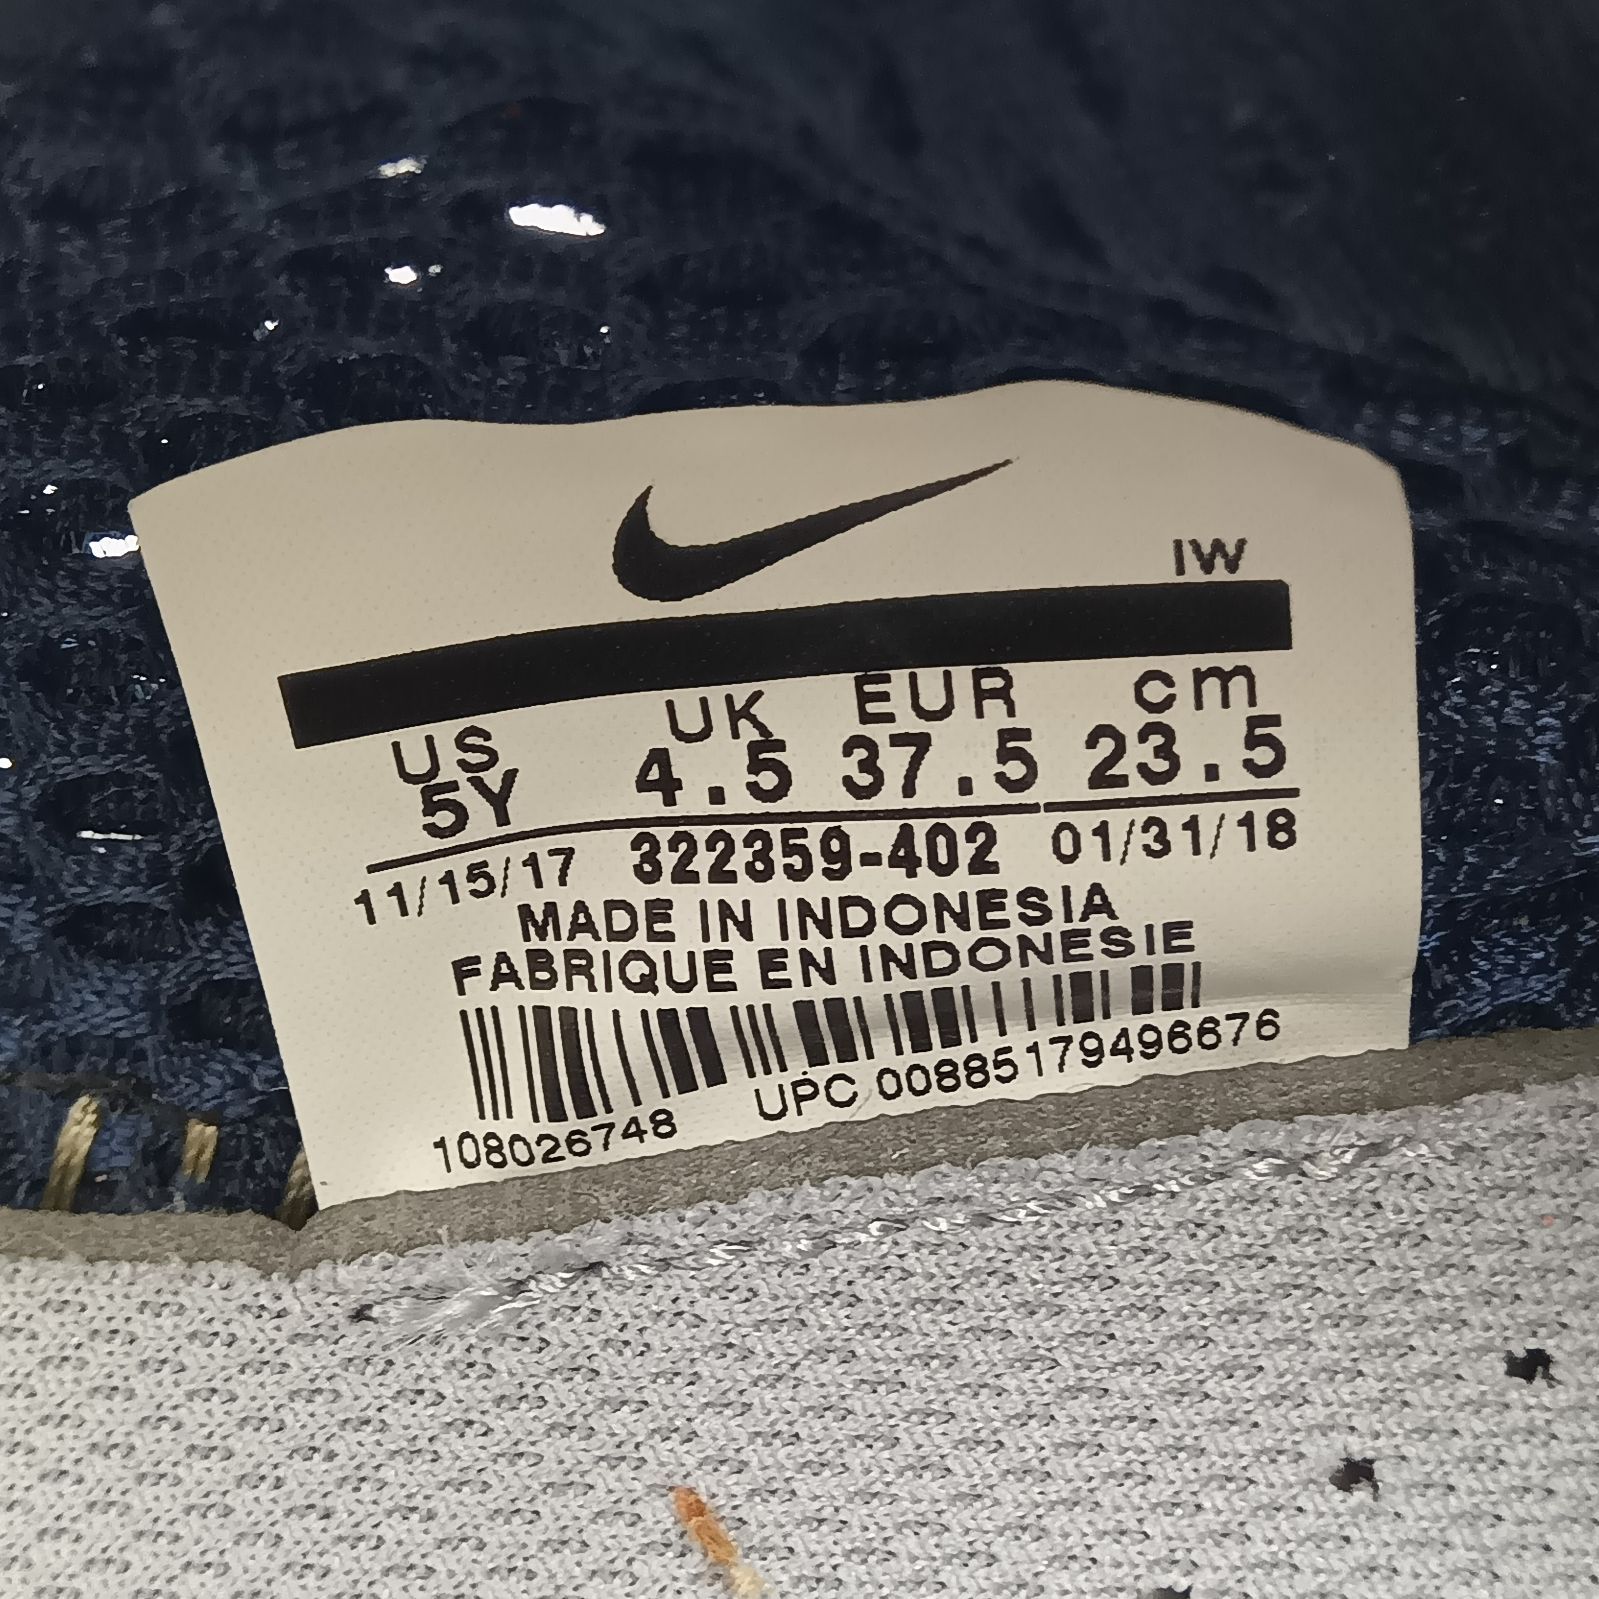 IW
US UK EUR cm
5Y 4.5 37.5 23.5
11/15/17 322359-402 01/31/18
MADE IN INDONESIA
FABRIQUE EN INDONESIE
108026748 UPC 00885179496676